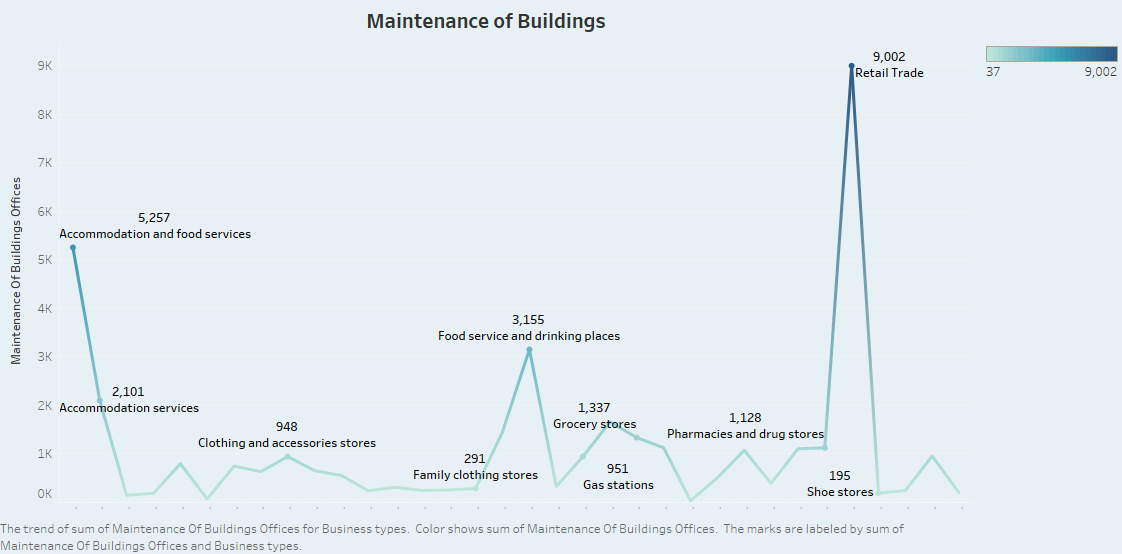 Maintenance of Buildings
37
9,002
Maintenance Of Buildings Offices
9K
8K
7K
6K
5K
4K
3K
2K
1K
0K
9,002
Retail Trade
5,257
Accommodation and food services
3,155
Food service and drinking places
2,101
Accommodation services
1,337
Grocery stores
1,128
Pharmacies and drug stores
948
Clothing and accessories stores
291
Family clothing stores
951
Gas stations
195
Shoe stores
The trend of sum of Maintenance Of Buildings Offices for Business types. Color shows sum of Maintenance Of Buildings Offices. The marks are labeled by sum of
Maintenance Of Buildings Offices and Business types.